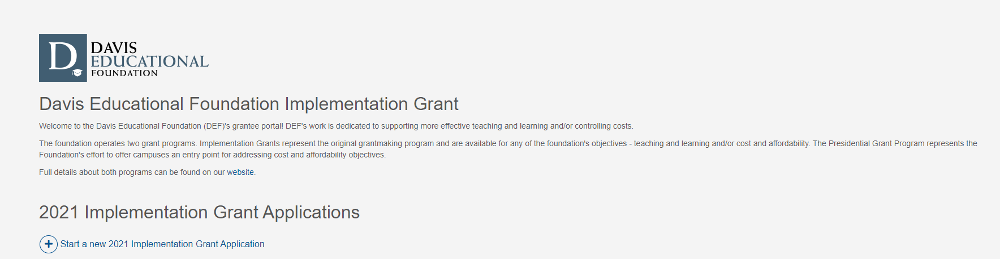 D
DAVIS
EDUCATIONAL
FOUNDATION
Davis Educational Foundation Implementation Grant
Welcome to the Davis Educational Foundation (DEF)'s grantee portal! DEF's work is dedicated to supporting more effective teaching and learning and/or controlling costs.
The foundation operates two grant programs. Implementation Grants represent the original grantmaking program and are available for any of the foundation's objectives - teaching and learning and/or cost and affordability. The Presidential Grant Program represents the
Foundation's effort to offer campuses an entry point for addressing cost and affordability objectives.
Full details about both programs can be found on our website.
2021 Implementation Grant Applications
Start a new 2021 Implementation Grant Application